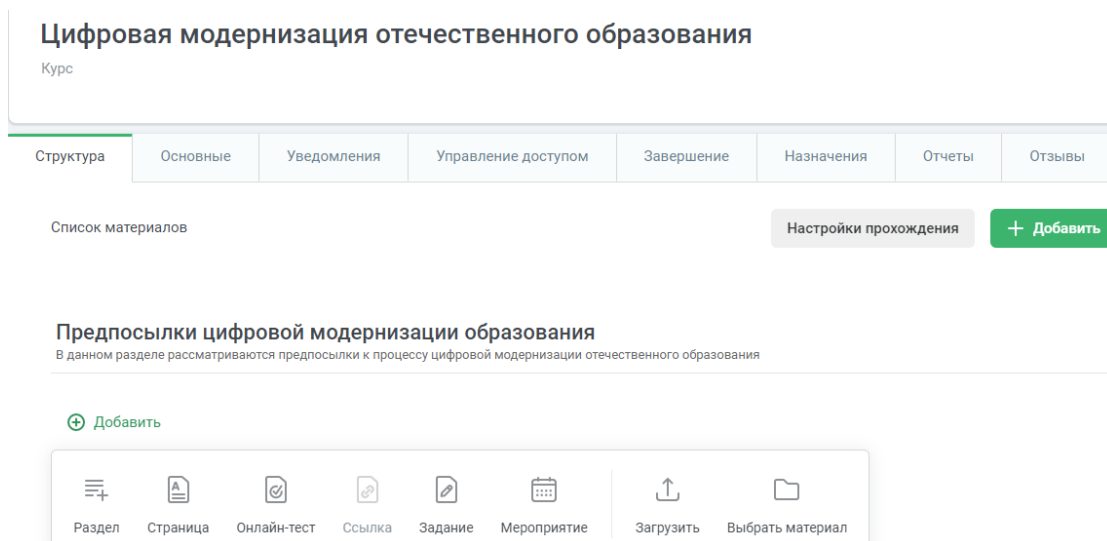 Цифровая модернизация отечественного образования
Курс
Структура Основные Уведомления Управление доступом Завершение Назначения Отчеты Отзывы
Список материалов Настройки прохождения + Добавить
Предпосылки цифровой модернизации образования
В данном разделе рассматриваются предпосылки к процессу цифровой модернизации отечественного образования
Добавить
Раздел Страница Онлайн-тест Ссылка Задание Мероприятие Загрузить Выбрать материал